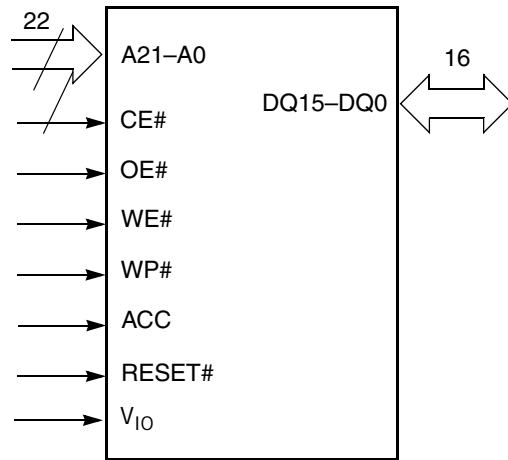 22
A21–A0
16
DQ15–DQ0
CE#
OE#
WE#
WP#
ACC
RESET#
VIO